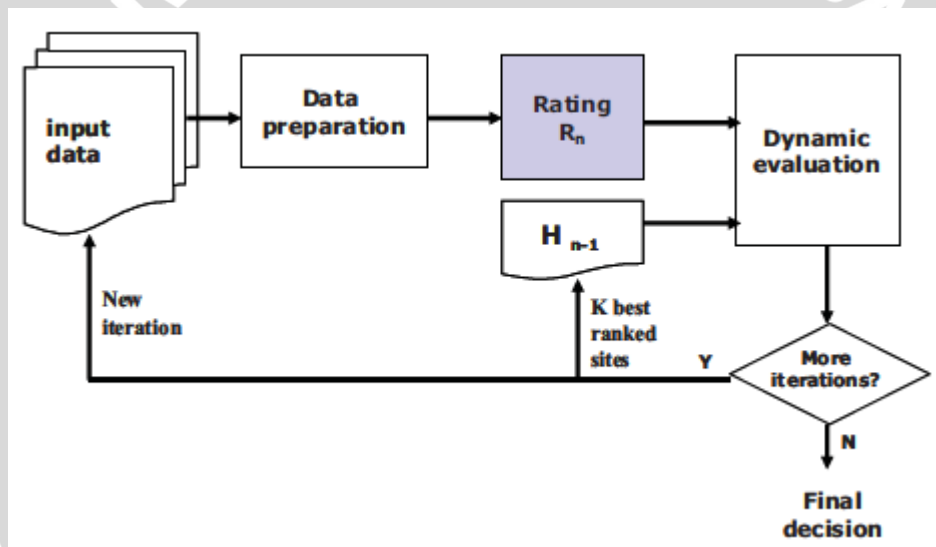 input
data
Data
preparation
Rating
Rₙ
H ₙ₋₁
Dynamic
evaluation
New
iteration
K best
ranked
sites
Y
More
iterations?
N
Final
decision